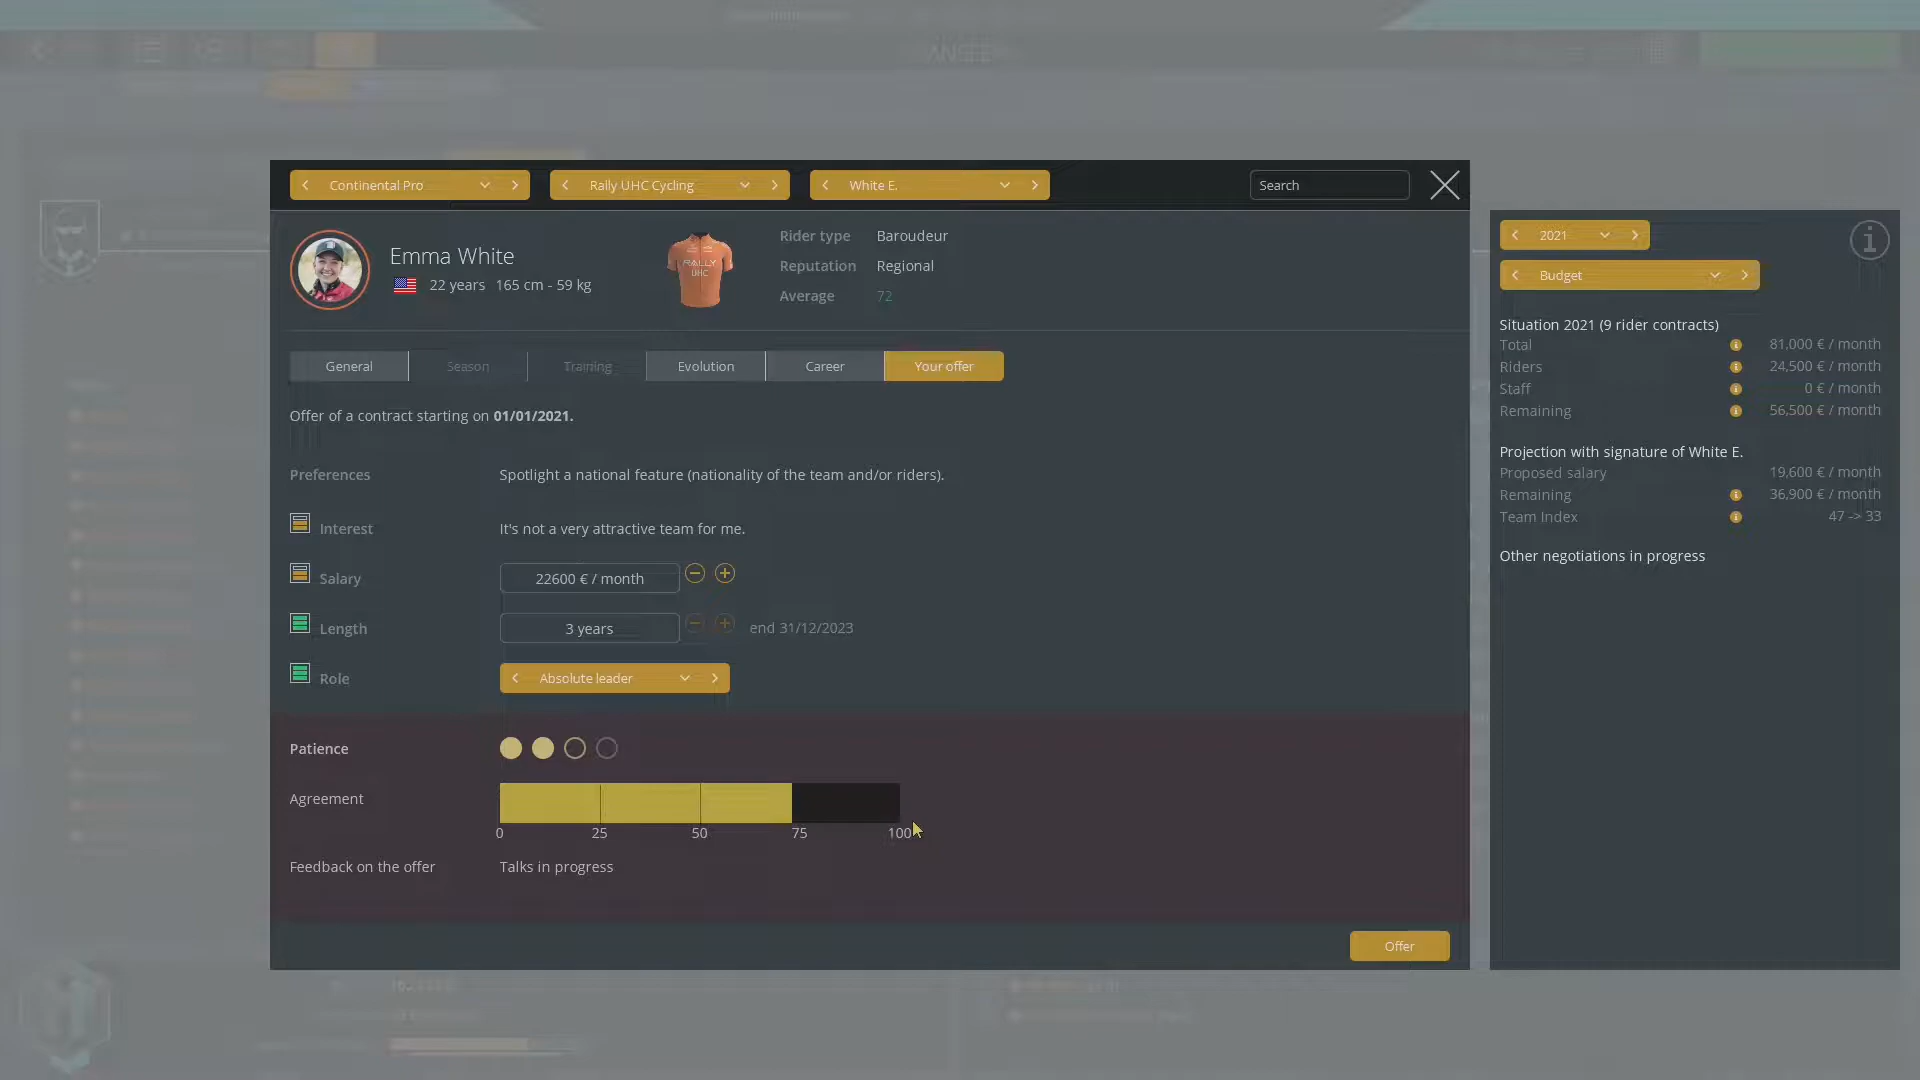 Continental Pro
Rally UHC Cycling
White E.
Search
Emma White
22 years 165 cm - 59 kg
RALLY
UHC
Rider type Baroudeur
Reputation Regional
Average 72
General
Season
Training
Evolution
Career
Your offer
Offer of a contract starting on 01/01/2021.
Preferences Spotlight a national feature (nationality of the team and/or riders).
Interest It's not a very attractive team for me.
Salary 22600 € / month
Length 3 years end 31/12/2023
Role Absolute leader
Patience
Agreement
0 25 50 75 100
Feedback on the offer Talks in progress
Offer
2021
Budget
Situation 2021 (9 rider contracts)
Total 81,000 € / month
Riders 24,500 € / month
Staff 0 € / month
Remaining 56,500 € / month
Projection with signature of White E.
Proposed salary 19,600 € / month
Remaining 36,900 € / month
Team Index 47 -> 33
Other negotiations in progress